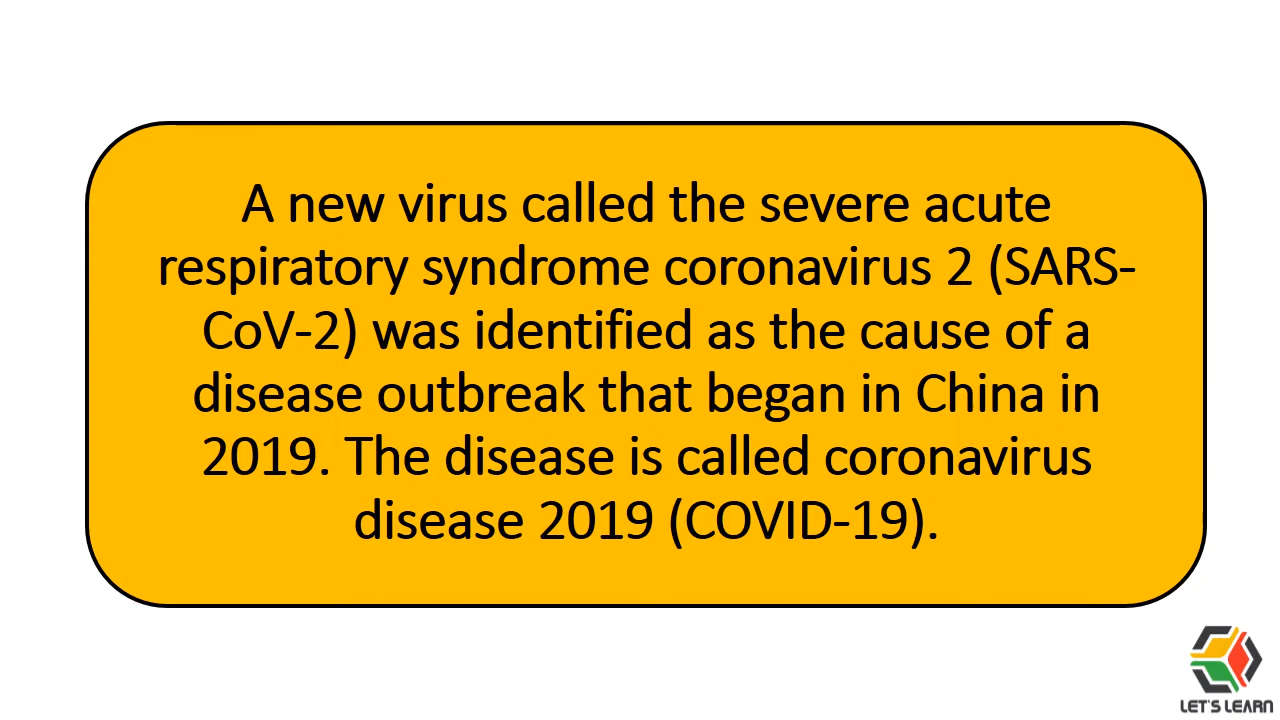 A new virus called the severe acute
respiratory syndrome coronavirus 2 (SARS-
CoV-2) was identified as the cause of a
disease outbreak that began in China in
2019. The disease is called coronavirus
disease 2019 (COVID-19).
LET'S LEARN